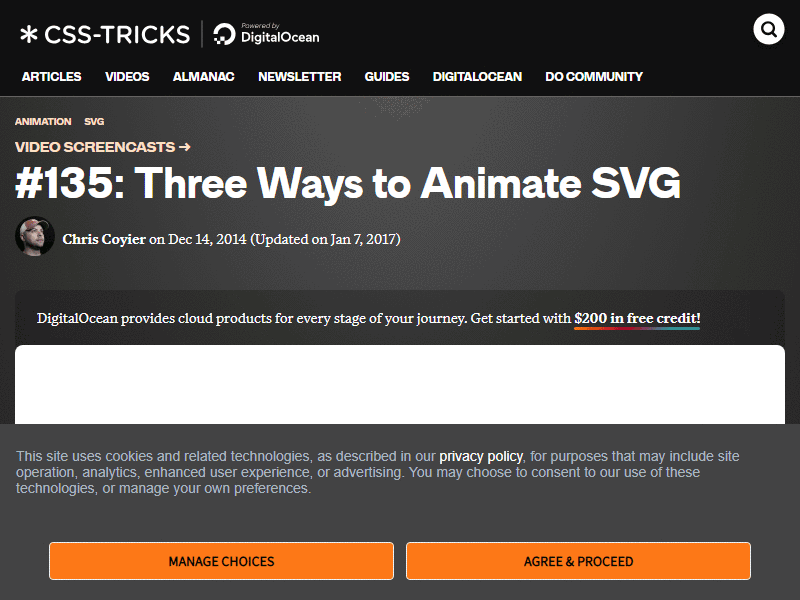 CSS-TRICKS
Powered by
DigitalOcean
ARTICLES VIDEOS ALMANAC NEWSLETTER GUIDES DIGITALOCEAN DO COMMUNITY
ANIMATION SVG
VIDEO SCREENCASTS →
#135: Three Ways to Animate SVG
Chris Coyier on Dec 14, 2014 (Updated on Jan 7, 2017)
DigitalOcean provides cloud products for every stage of your journey. Get started with $200 in free credit!
This site uses cookies and related technologies, as described in our privacy policy, for purposes that may include site
operation, analytics, enhanced user experience, or advertising. You may choose to consent to our use of these
technologies, or manage your own preferences.
MANAGE CHOICES AGREE & PROCEED